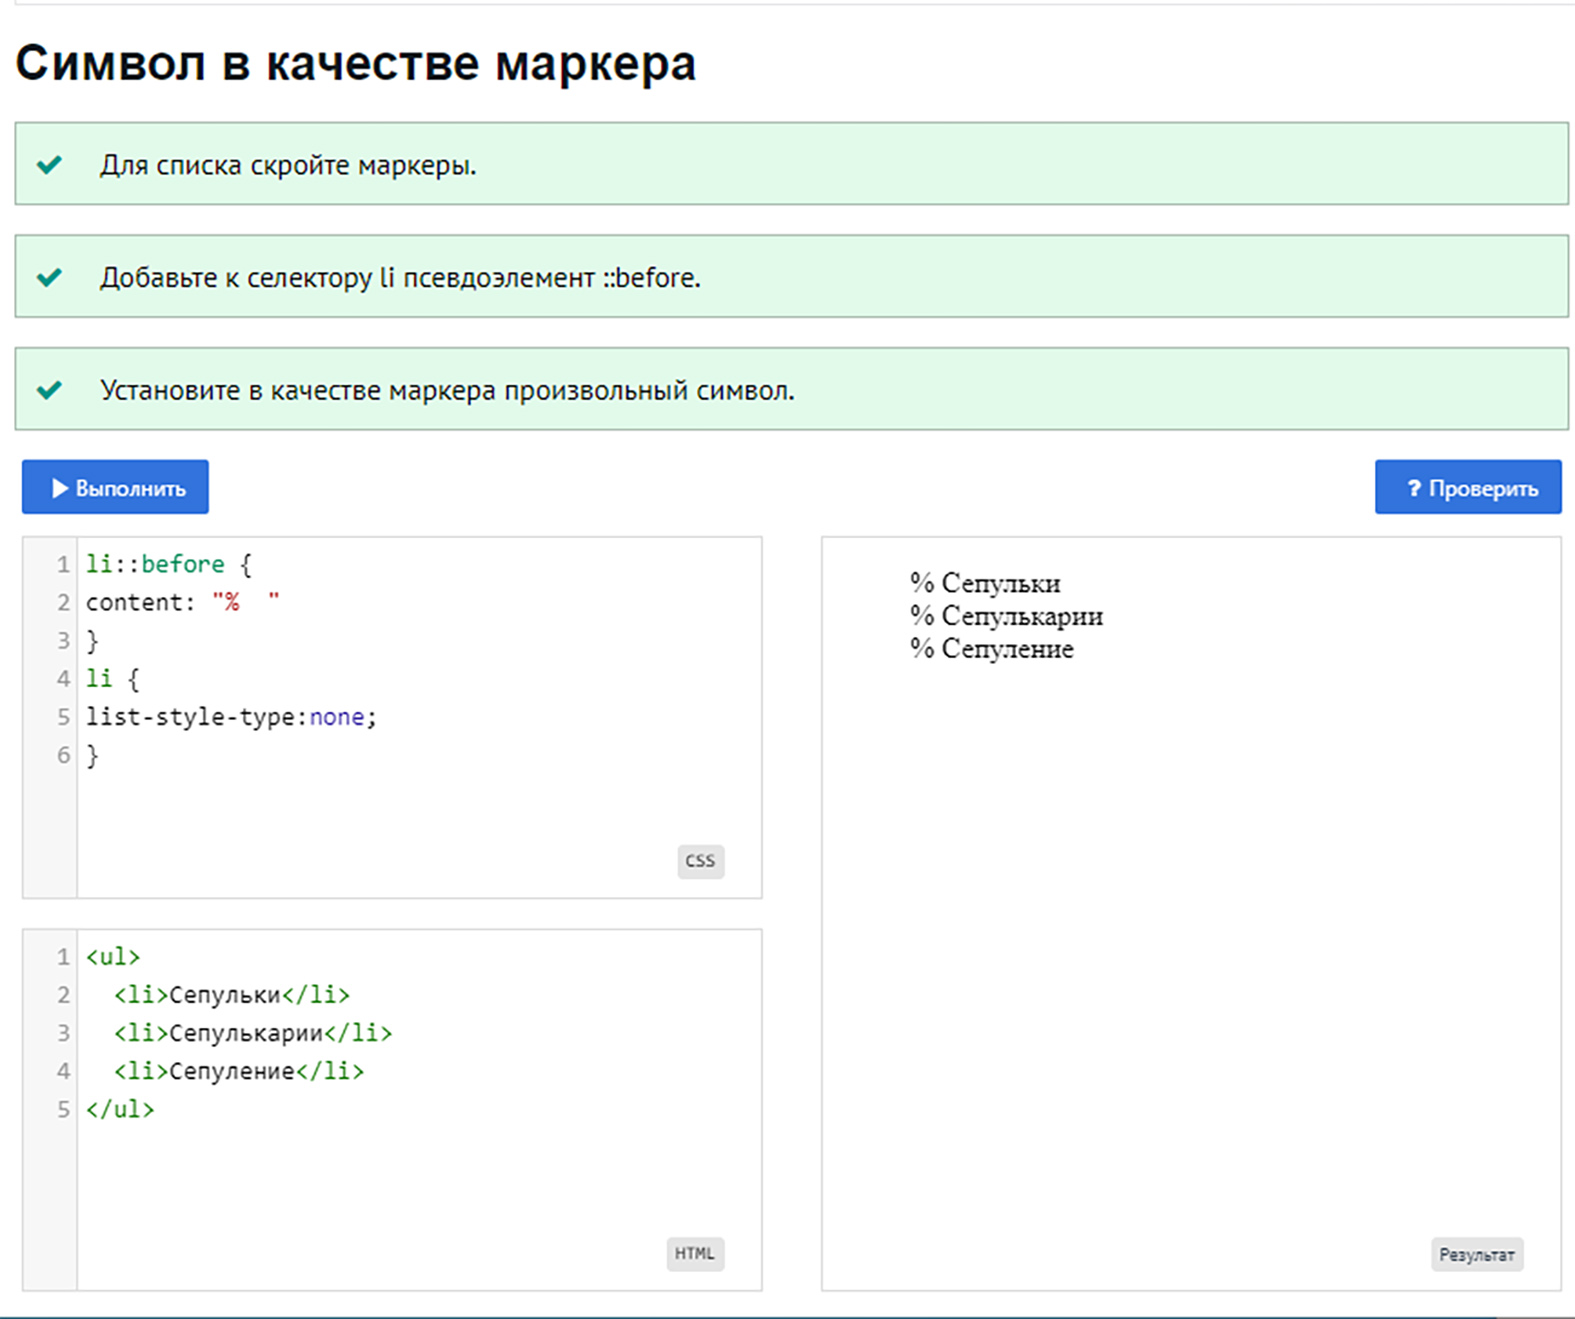 Символ в качестве маркера
Для списка скройте маркеры.
Добавьте к селектору li псевдоэлемент ::before.
Установите в качестве маркера произвольный символ.
Выполнить
? Проверить
1 li::before {
2 content: "%  "
3 }
4 li {
5 list-style-type:none;
6 }
CSS
1 <ul>
2   <li>Сепульки</li>
3   <li>Сепулькарии</li>
4   <li>Сепуление</li>
5 </ul>
HTML
% Сепульки
% Сепулькарии
% Сепуление
Результат